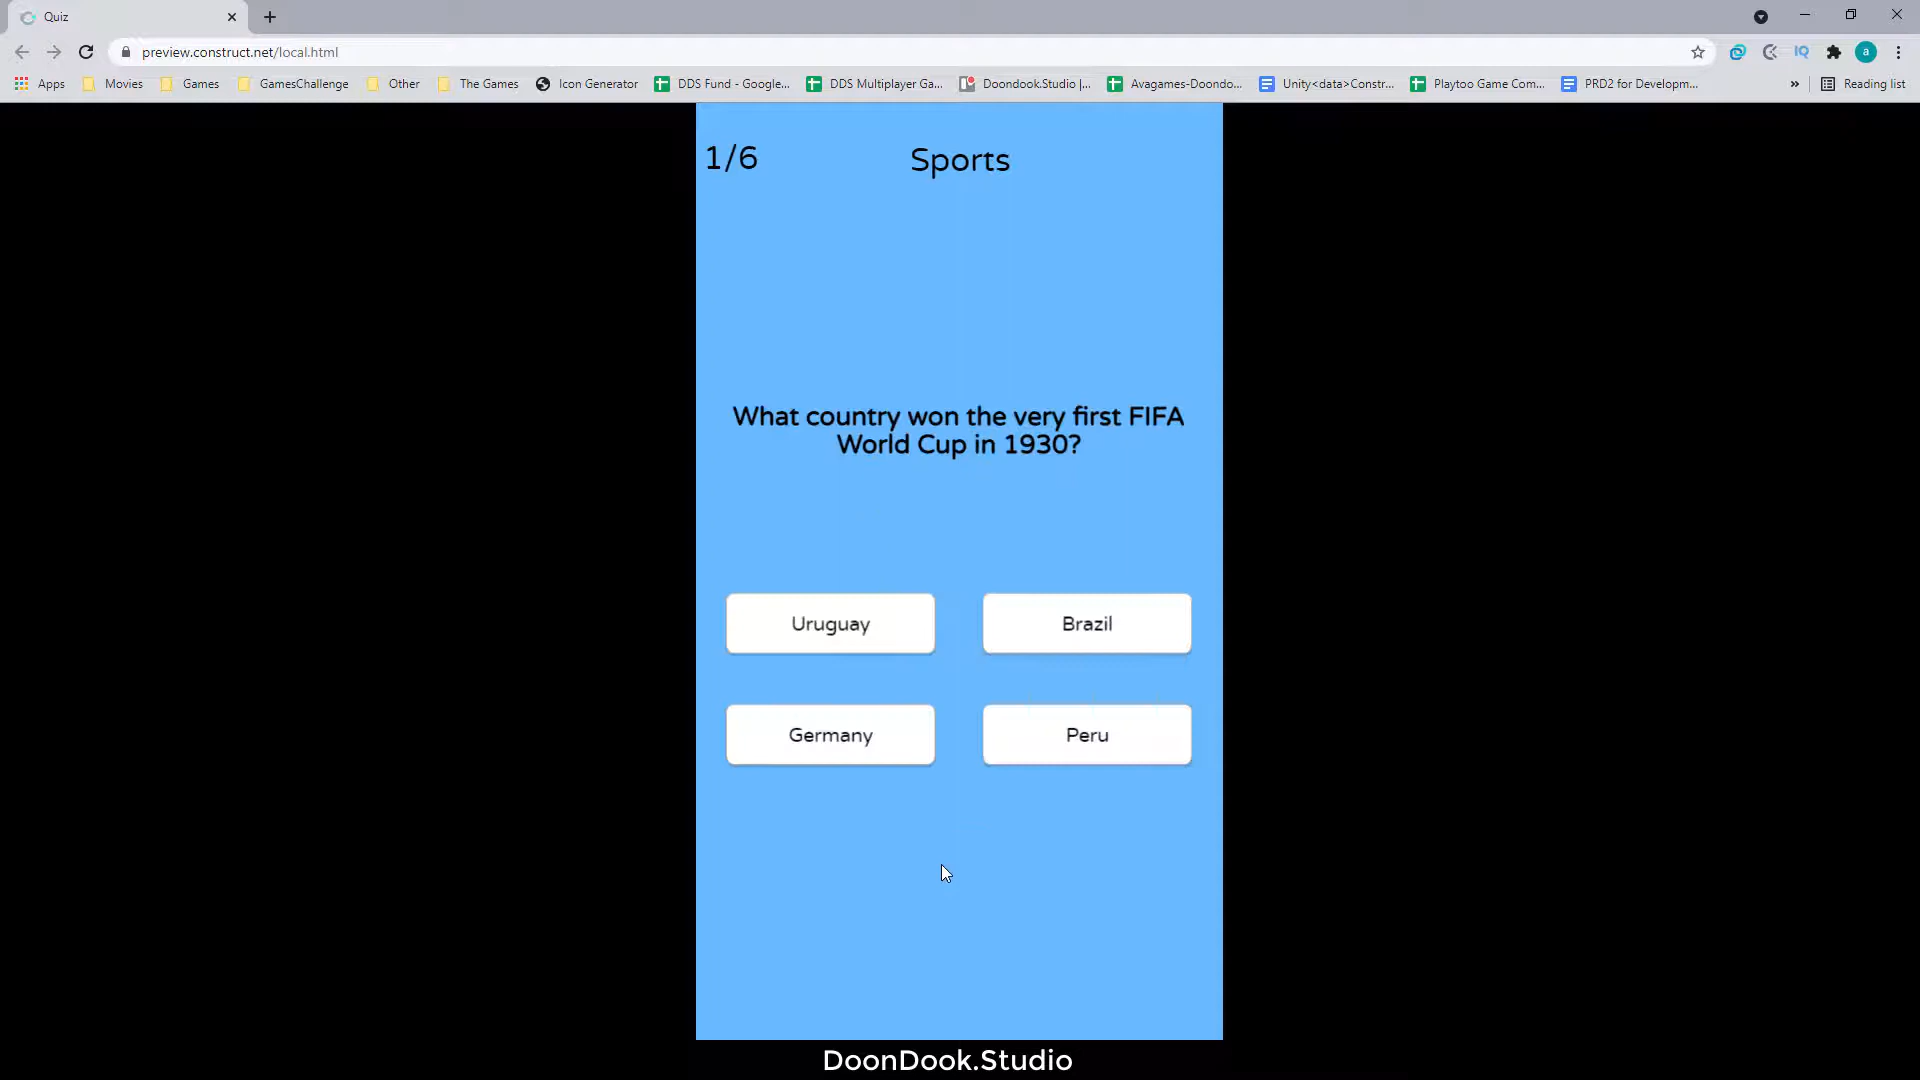 Quiz
preview.construct.net/local.html
a
Apps Movies Games GamesChallenge Other The Games Icon Generator DDS Fund - Google... DDS Multiplayer Ga... Doondook.Studio |... Avagames-Doondo... Unity<data>Constr... Playtoo Game Com... PRD2 for Developm... » Reading list
1/6 Sports
What country won the very first FIFA
World Cup in 1930?
Uruguay Brazil
Germany Peru
DoonDook.Studio